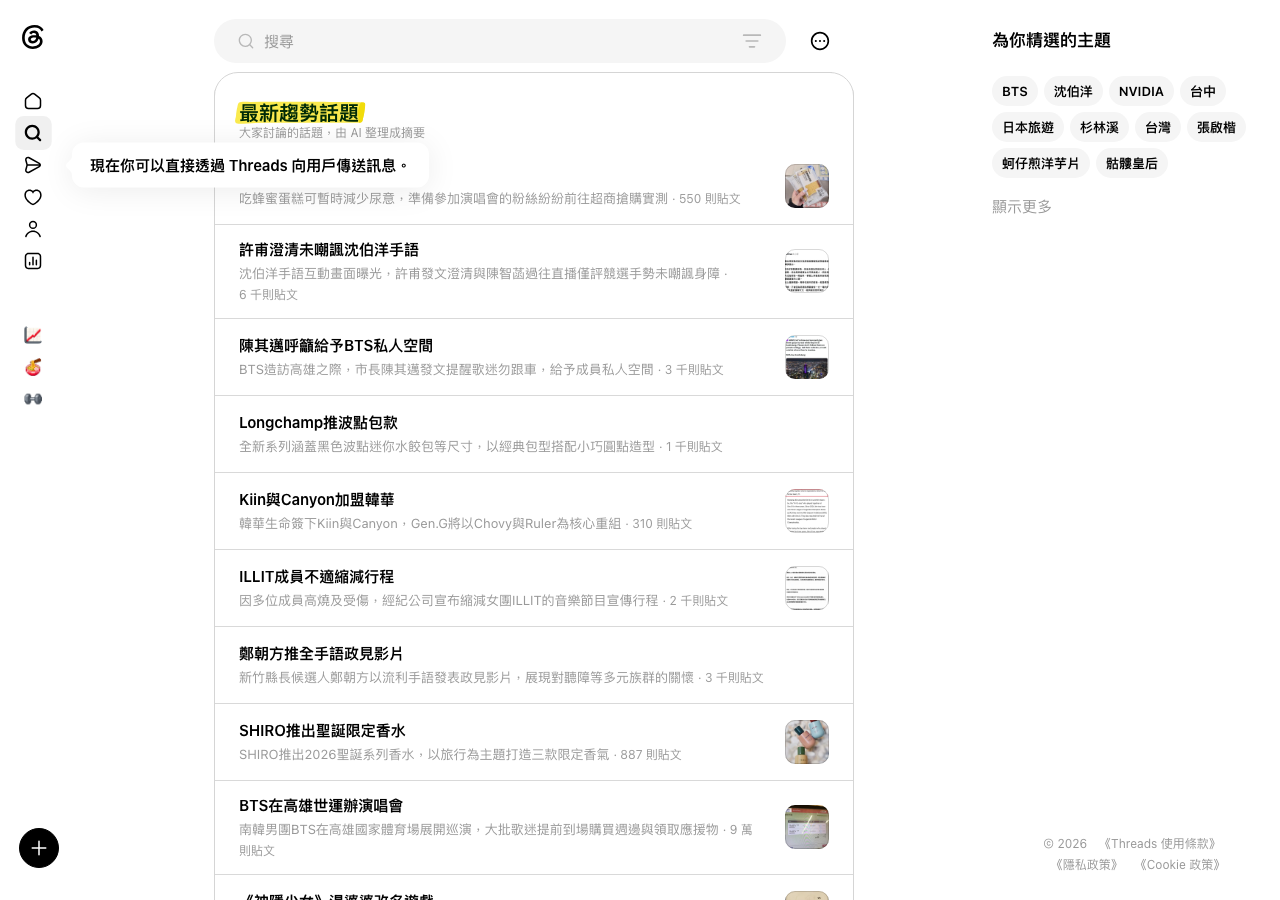 搜尋
最新趨勢話題
大家討論的話題，由 AI 整理成摘要
現在你可以直接透過 Threads 向用戶傳送訊息。
吃蜂蜜蛋糕可暫時減少尿意，準備參加演唱會的粉絲紛紛前往超商搶購實測 · 550 則貼文
許甫澄清未嘲諷沈伯洋手語
沈伯洋手語互動畫面曝光，許甫發文澄清與陳智菡過往直播僅評競選手勢未嘲諷身障 ·
6 千則貼文
陳其邁呼籲給予BTS私人空間
BTS造訪高雄之際，市長陳其邁發文提醒歌迷勿跟車，給予成員私人空間 · 3 千則貼文
Longchamp推波點包款
全新系列涵蓋黑色波點迷你水餃包等尺寸，以經典包型搭配小巧圓點造型 · 1 千則貼文
Kiin與Canyon加盟韓華
韓華生命簽下Kiin與Canyon，Gen.G將以Chovy與Ruler為核心重組 · 310 則貼文
ILLIT成員不適縮減行程
因多位成員高燒及受傷，經紀公司宣布縮減女團ILLIT的音樂節目宣傳行程 · 2 千則貼文
鄭朝方推全手語政見影片
新竹縣長候選人鄭朝方以流利手語發表政見影片，展現對聽障等多元族群的關懷 · 3 千則貼文
SHIRO推出聖誕限定香水
SHIRO推出2026聖誕系列香水，以旅行為主題打造三款限定香氛 · 887 則貼文
BTS在高雄世運辦演唱會
南韓男團BTS在高雄國家體育場展開巡演，大批歌迷提前到場購買週邊與領取應援物 · 9 萬
則貼文
《神隱少女》湯婆婆改名遊戲
為你精選的主題
BTS 沈伯洋 NVIDIA 台中
日本旅遊 杉林溪 台灣 張啟楷
蚵仔煎洋芋片 骷髏皇后
顯示更多
© 2026 《Threads 使用條款》
《隱私政策》 《Cookie 政策》